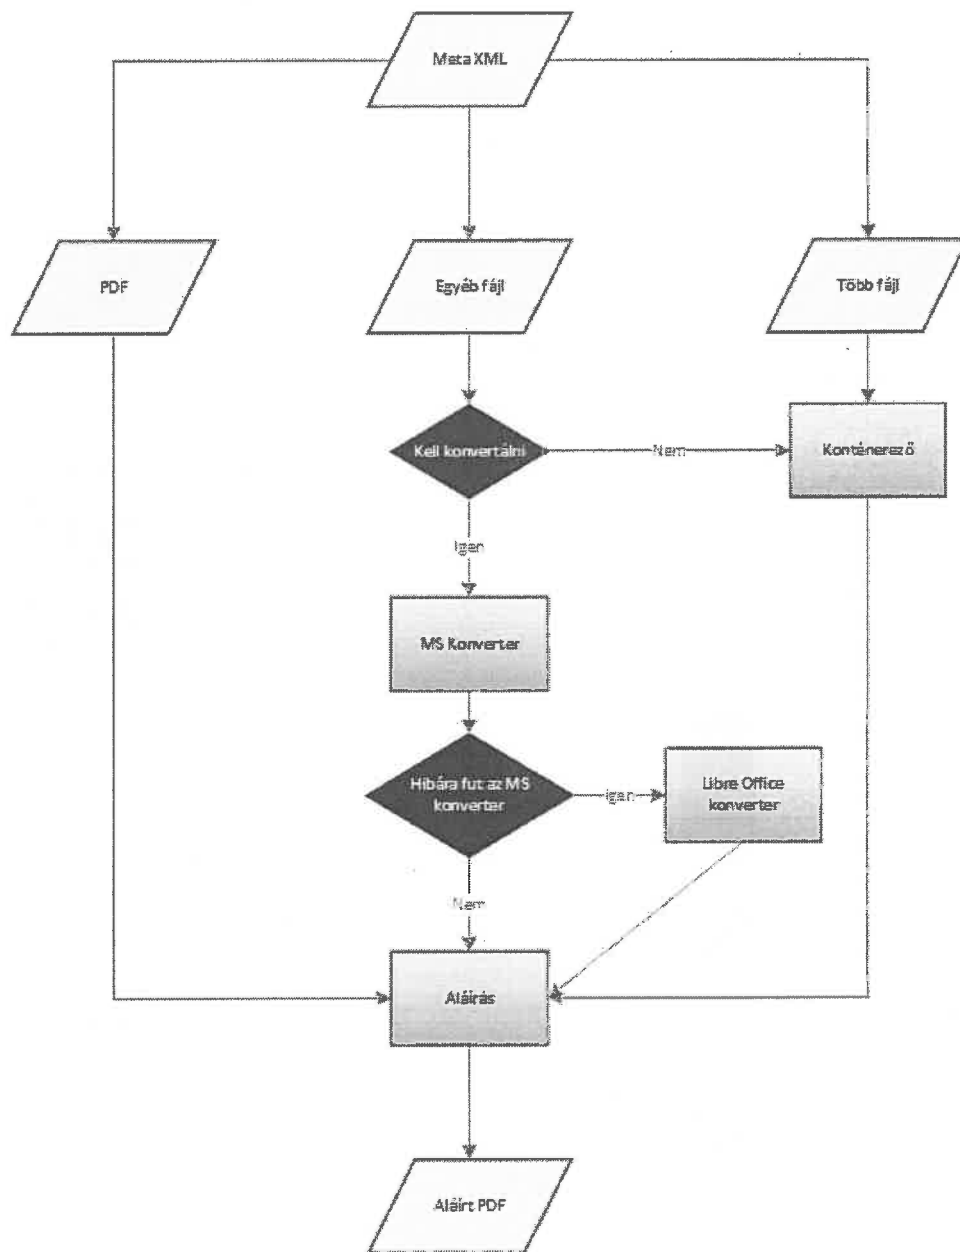 Meta XML
PDF
Egyéb fájl
Több fájl
Kell konvertálni
Nem
Konténerező
Igen
MS Konverter
Hibára fut az MS
konverter
Igen
Libre Office
konverter
Nem
Aláírás
Aláírt PDF